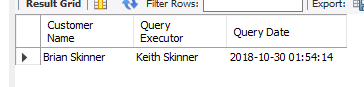 Result Grid Filter Rows: Export:
Customer Name Query Executor Query Date
Brian Skinner Keith Skinner 2018-10-30 01:54:14